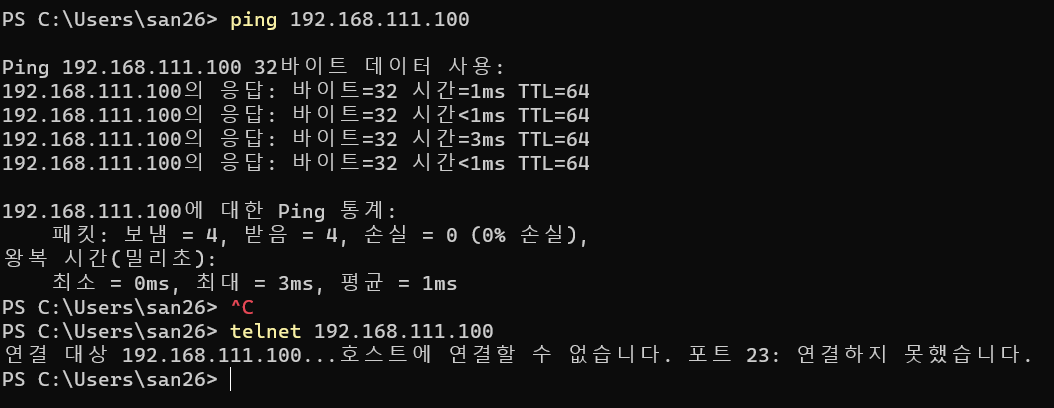 PS C:\Users\san26> ping 192.168.111.100
Ping 192.168.111.100 32바이트 데이터 사용:
192.168.111.100의 응답: 바이트=32 시간=1ms TTL=64
192.168.111.100의 응답: 바이트=32 시간<1ms TTL=64
192.168.111.100의 응답: 바이트=32 시간=3ms TTL=64
192.168.111.100의 응답: 바이트=32 시간<1ms TTL=64
192.168.111.100에 대한 Ping 통계:
패킷: 보냄 = 4, 받음 = 4, 손실 = 0 (0% 손실),
왕복 시간(밀리초):
최소 = 0ms, 최대 = 3ms, 평균 = 1ms
PS C:\Users\san26> ^C
PS C:\Users\san26> telnet 192.168.111.100
연결 대상 192.168.111.100...호스트에 연결할 수 없습니다. 포트 23: 연결하지 못했습니다.
PS C:\Users\san26>